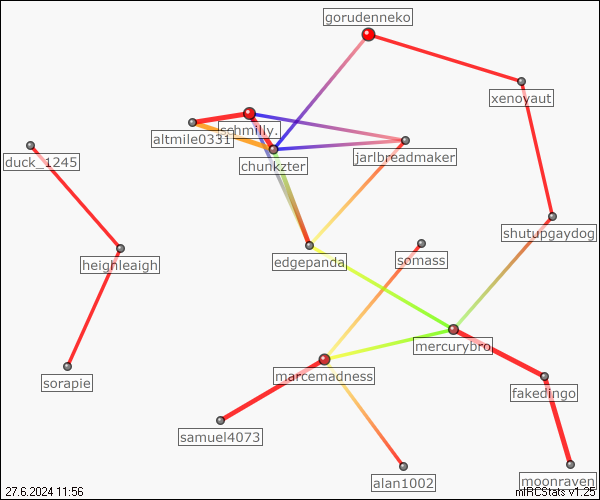 gorudenneko
xenoyaut
schmilly.
altmile0331
duck_1245
jarlbreadmaker
chunkzter
shutupgaydog
edgepanda
somass
heighleaigh
mercurybro
marcemadness
sorapie
fakedingo
samuel4073
alan1002
moonraven
27.6.2024 11:56
mIRCStats v1.25